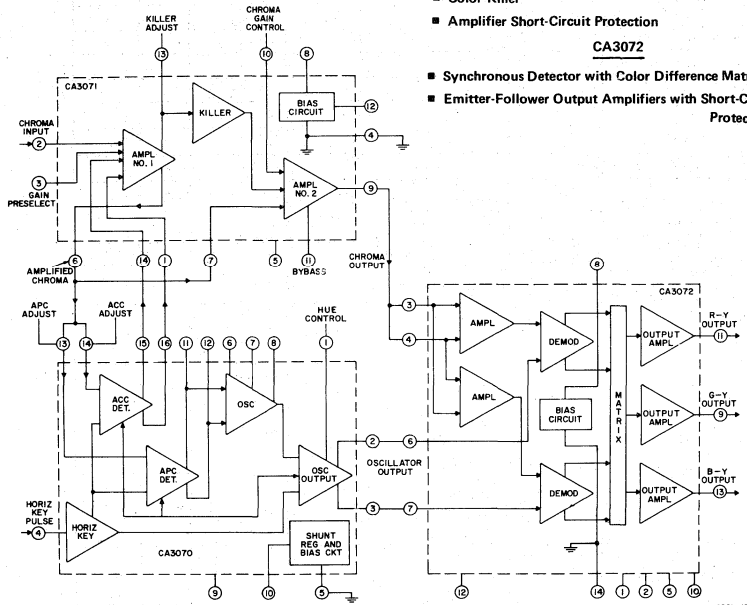 Color Killer
■ Amplifier Short-Circuit Protection
CA3072
■ Synchronous Detector with Color Difference
■ Emitter-Follower Output Amplifiers with
KILLER ADJUST
CHROMA GAIN CONTROL
13
10
8
CA3071
KILLER
BIAS CIRCUIT
12
4
CHROMA INPUT
2
AMPL NO. 1
3
GAIN PRESELECT
AMPL NO. 2
9
6
14
1
7
5
11
BYBASS
CHROMA OUTPUT
AMPLIFIED CHROMA
APC ADJUST
ACC ADJUST
13
14
15
16
11
12
6
7
8
HUE CONTROL
1
ACC DET.
OSC
APC DET.
OSC OUTPUT
2
6
OSCILLATOR OUTPUT
3
7
HORIZ KEY PULSE
4
HORIZ KEY
CA3070
SHUNT REG AND BIAS CKT
9
10
5
8
CA3072
3
4
AMPL
AMPL
DEMOD
BIAS CIRCUIT
DEMOD
MATRIX
OUTPUT AMPL
R-Y OUTPUT
11
OUTPUT AMPL
G-Y OUTPUT
9
OUTPUT AMPL
B-Y OUTPUT
13
12
14
1
2
5
10